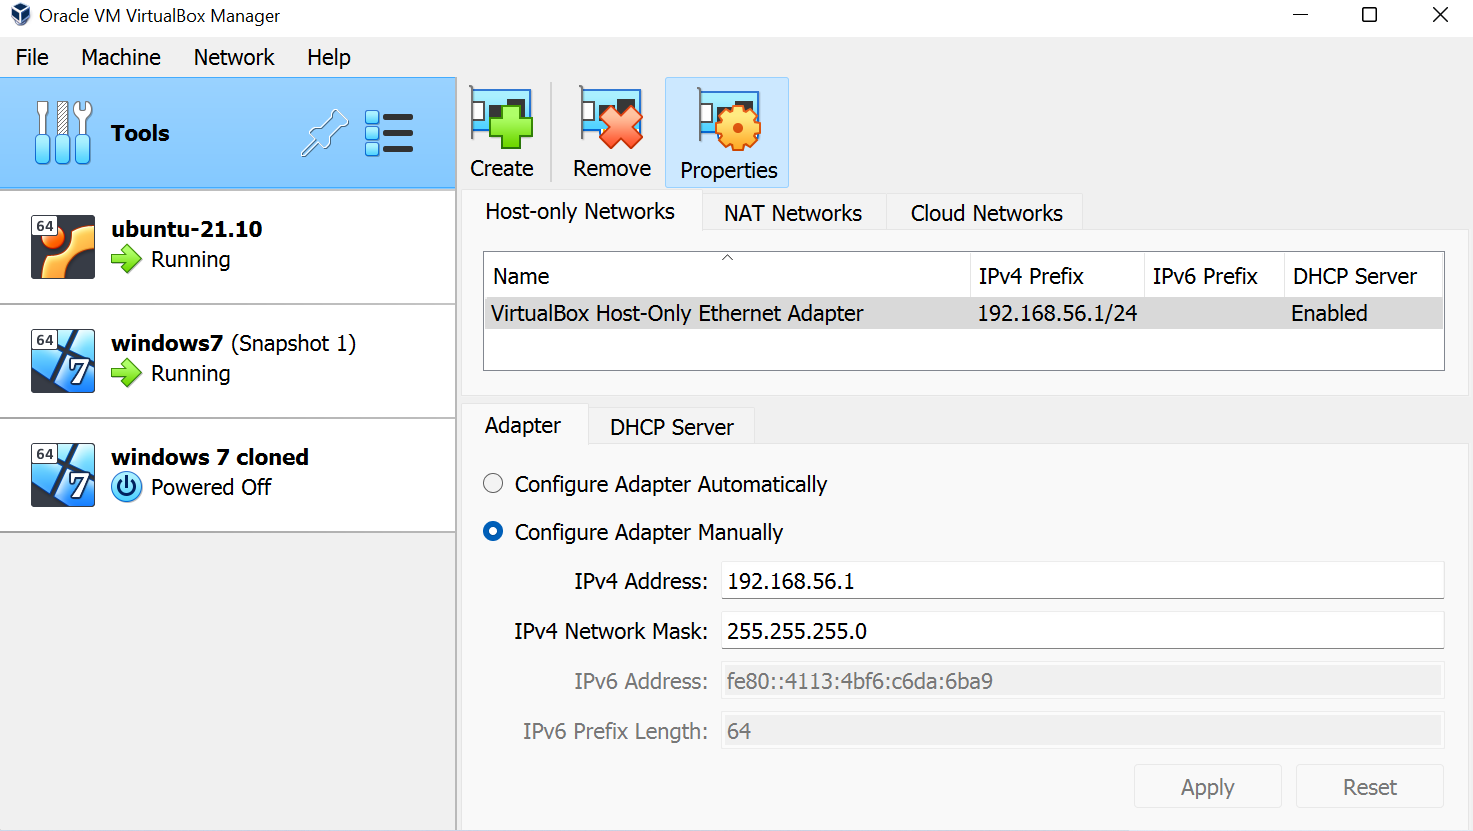 Oracle VM VirtualBox Manager
File Machine Network Help
Tools
Create Remove Properties
64 ubuntu-21.10
Running
64 windows7 (Snapshot 1)
7 Running
64 windows 7 cloned
7 Powered Off
Host-only Networks NAT Networks Cloud Networks
Name IPv4 Prefix IPv6 Prefix DHCP Server
VirtualBox Host-Only Ethernet Adapter 192.168.56.1/24 Enabled
Adapter DHCP Server
Configure Adapter Automatically
Configure Adapter Manually
IPv4 Address: 192.168.56.1
IPv4 Network Mask: 255.255.255.0
IPv6 Address: fe80::4113:4bf6:c6da:6ba9
IPv6 Prefix Length: 64
Apply Reset